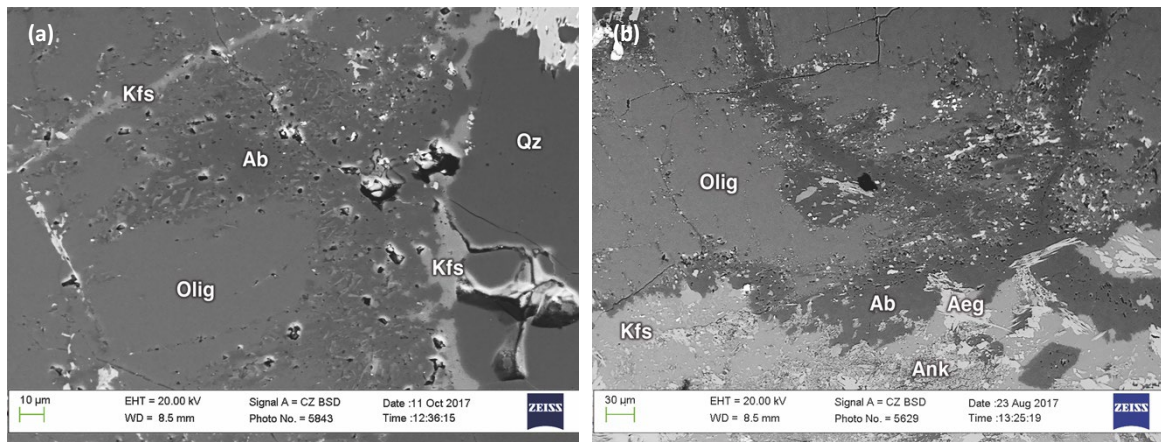 (a)
Kfs
Ab
Qz
Olig
Kfs
10 µm
EHT = 20.00 kV
WD = 8.5 mm
Signal A = CZ BSD
Photo No. = 5843
Date :11 Oct 2017
Time :12:36:15
ZEISS
(b)
Olig
Ab
Aeg
Kfs
Ank
30 µm
EHT = 20.00 kV
WD = 8.5 mm
Signal A = CZ BSD
Photo No. = 5629
Date :23 Aug 2017
Time :13:25:19
ZEISS